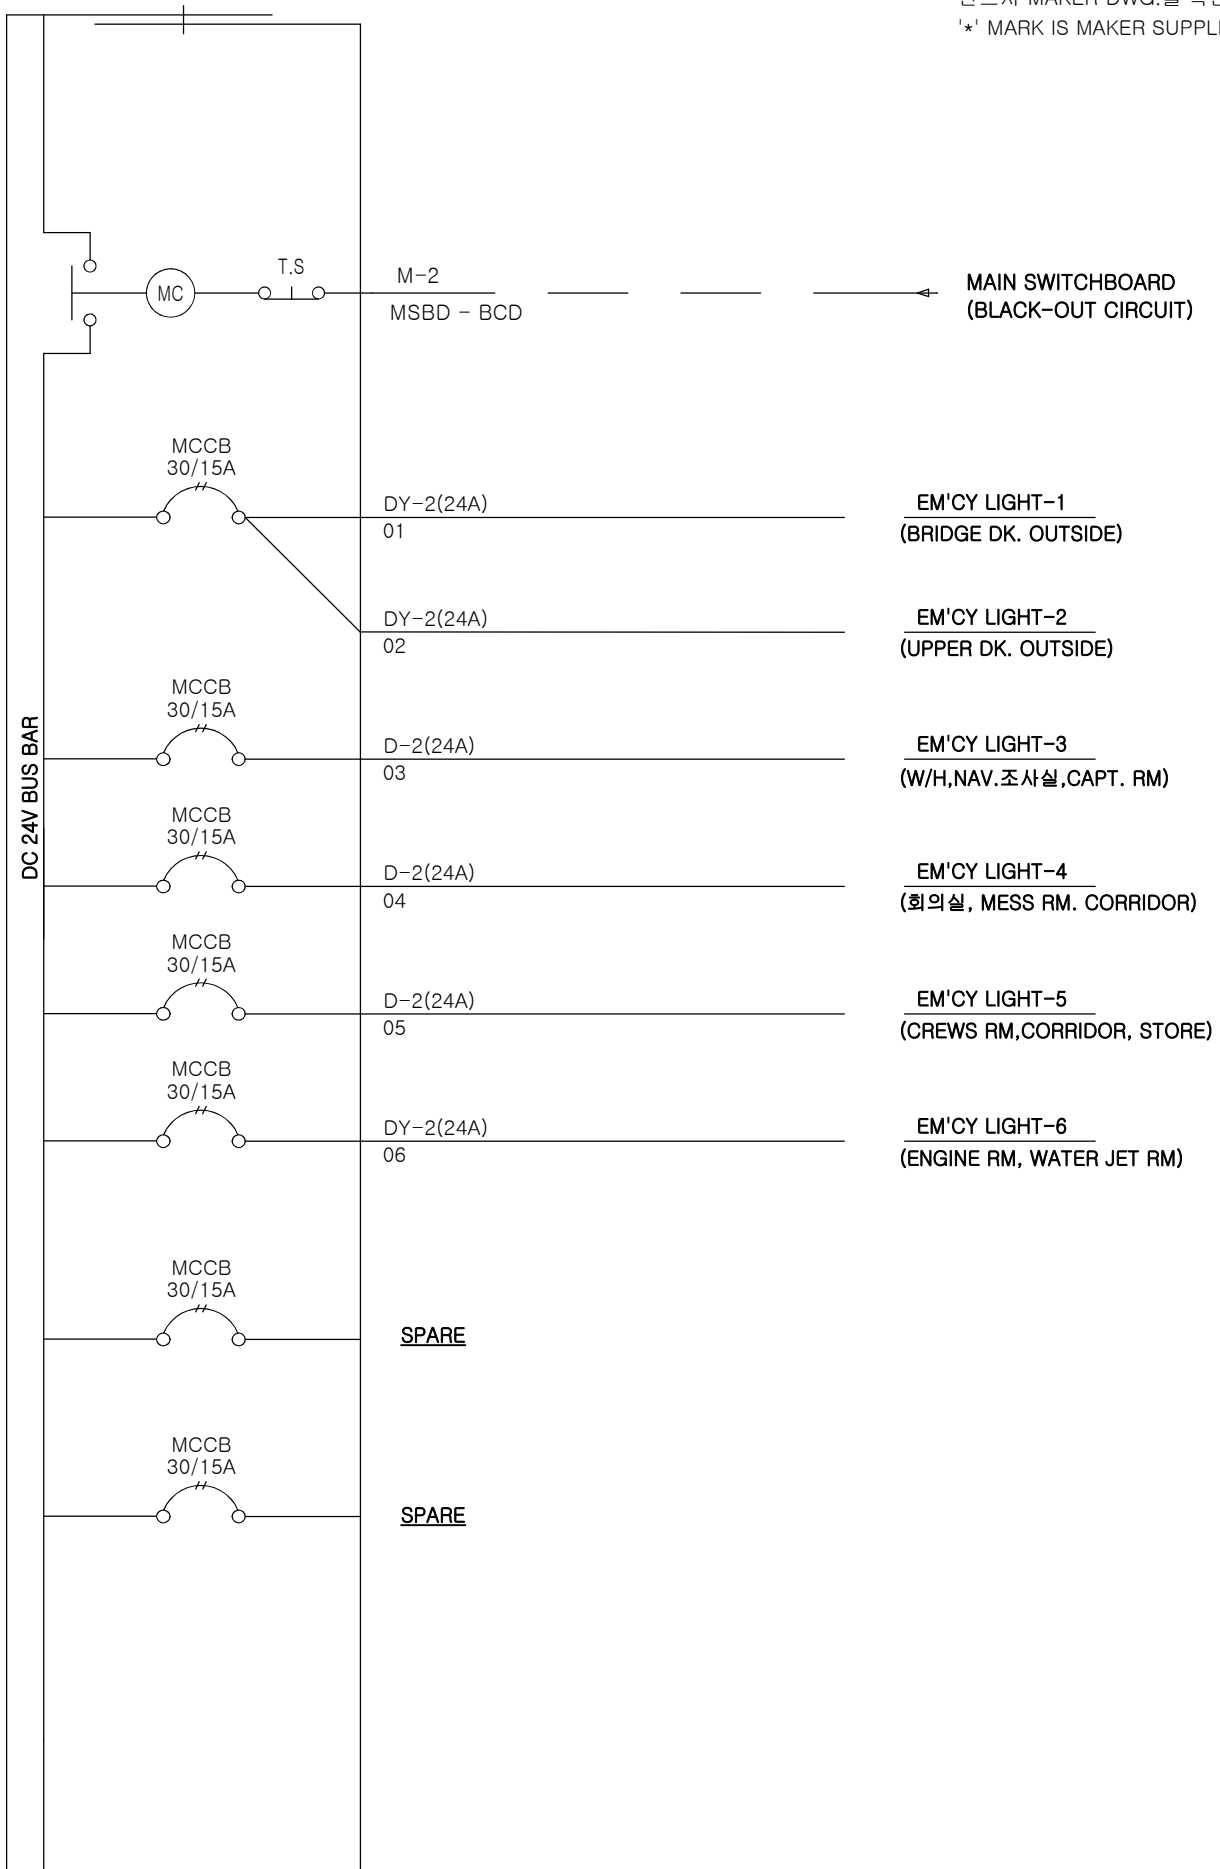 MAKER DWG.
'*' MARK IS MAKER
T.S
MC
M-2
MSBD - BCD
MAIN SWITCHBOARD
(BLACK-OUT CIRCUIT)
MCCB
30/15A
DY-2(24A)
01
EM'CY LIGHT-1
(BRIDGE DK. OUTSIDE)
DY-2(24A)
02
EM'CY LIGHT-2
(UPPER DK. OUTSIDE)
MCCB
30/15A
DC 24V BUS BAR
D-2(24A)
03
EM'CY LIGHT-3
(W/H,NAV.조사실,CAPT. RM)
MCCB
30/15A
D-2(24A)
04
EM'CY LIGHT-4
(회의실, MESS RM. CORRIDOR)
MCCB
30/15A
D-2(24A)
05
EM'CY LIGHT-5
(CREWS RM,CORRIDOR, STORE)
MCCB
30/15A
DY-2(24A)
06
EM'CY LIGHT-6
(ENGINE RM, WATER JET RM)
MCCB
30/15A
SPARE
MCCB
30/15A
SPARE